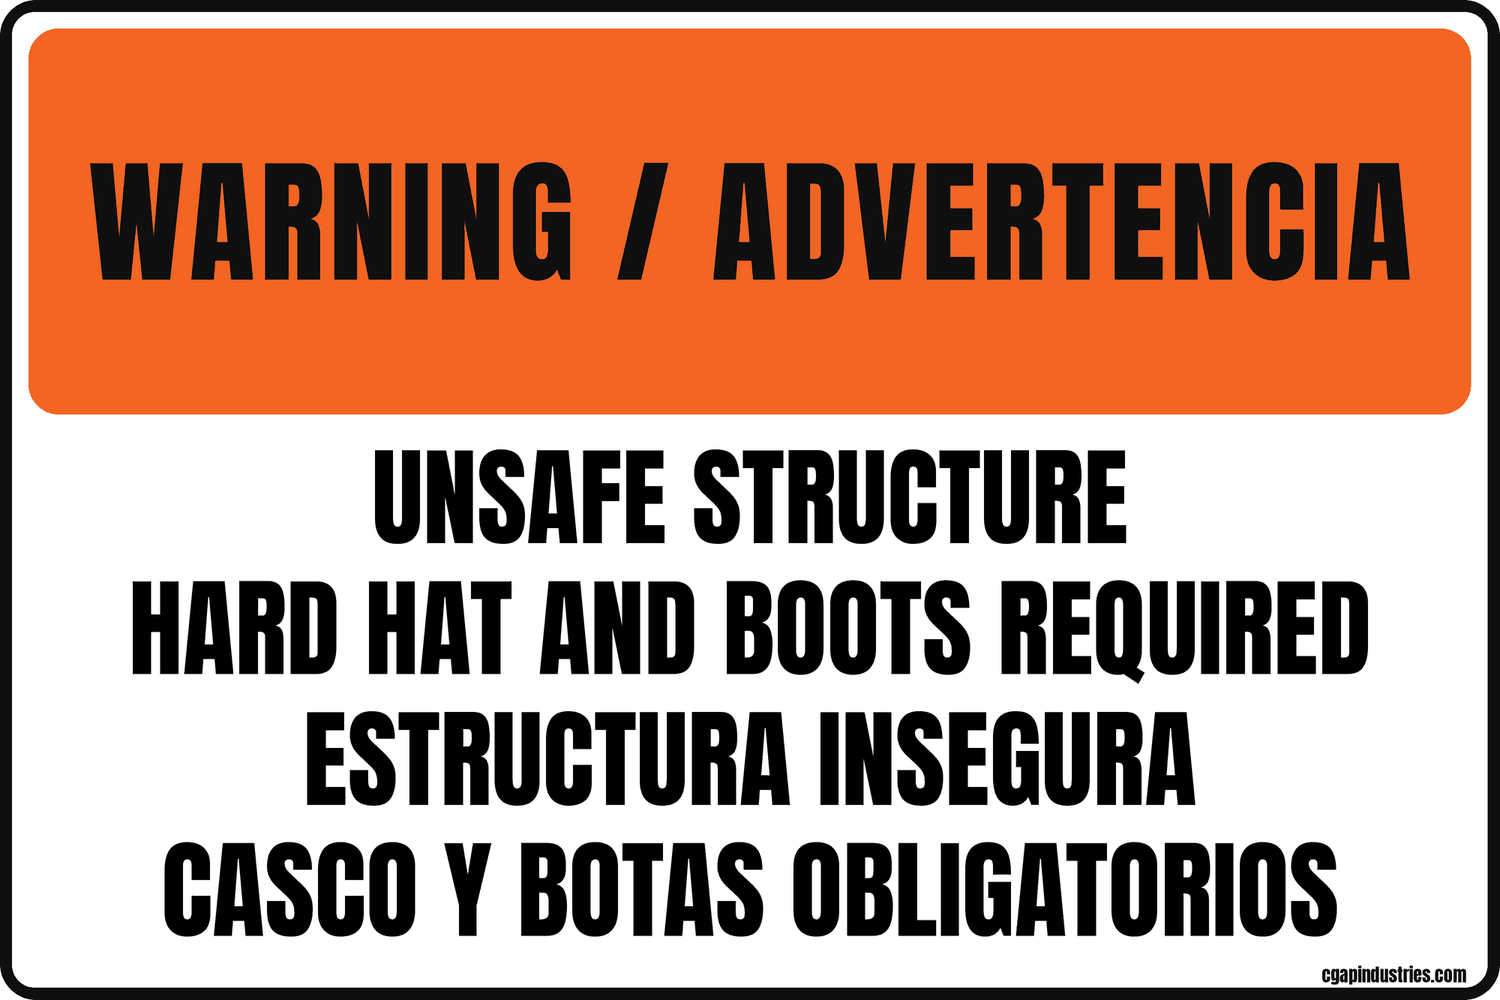 WARNING / ADVERTENCIA
UNSAFE STRUCTURE
HARD HAT AND BOOTS REQUIRED
ESTRUCTURA INSEGURA
CASCO Y BOTAS OBLIGATORIOS
cgapindustries.com